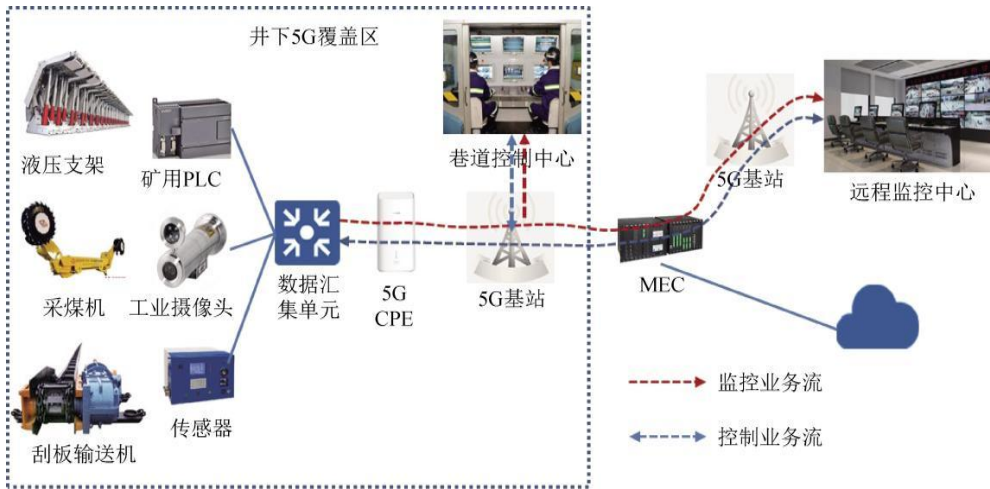 井下5G覆盖区
液压支架
矿用PLC
巷道控制中心
5G基站
远程监控中心
采煤机
工业摄像头
数据汇
集单元
5G
CPE
5G基站
MEC
刮板输送机
传感器
监控业务流
控制业务流